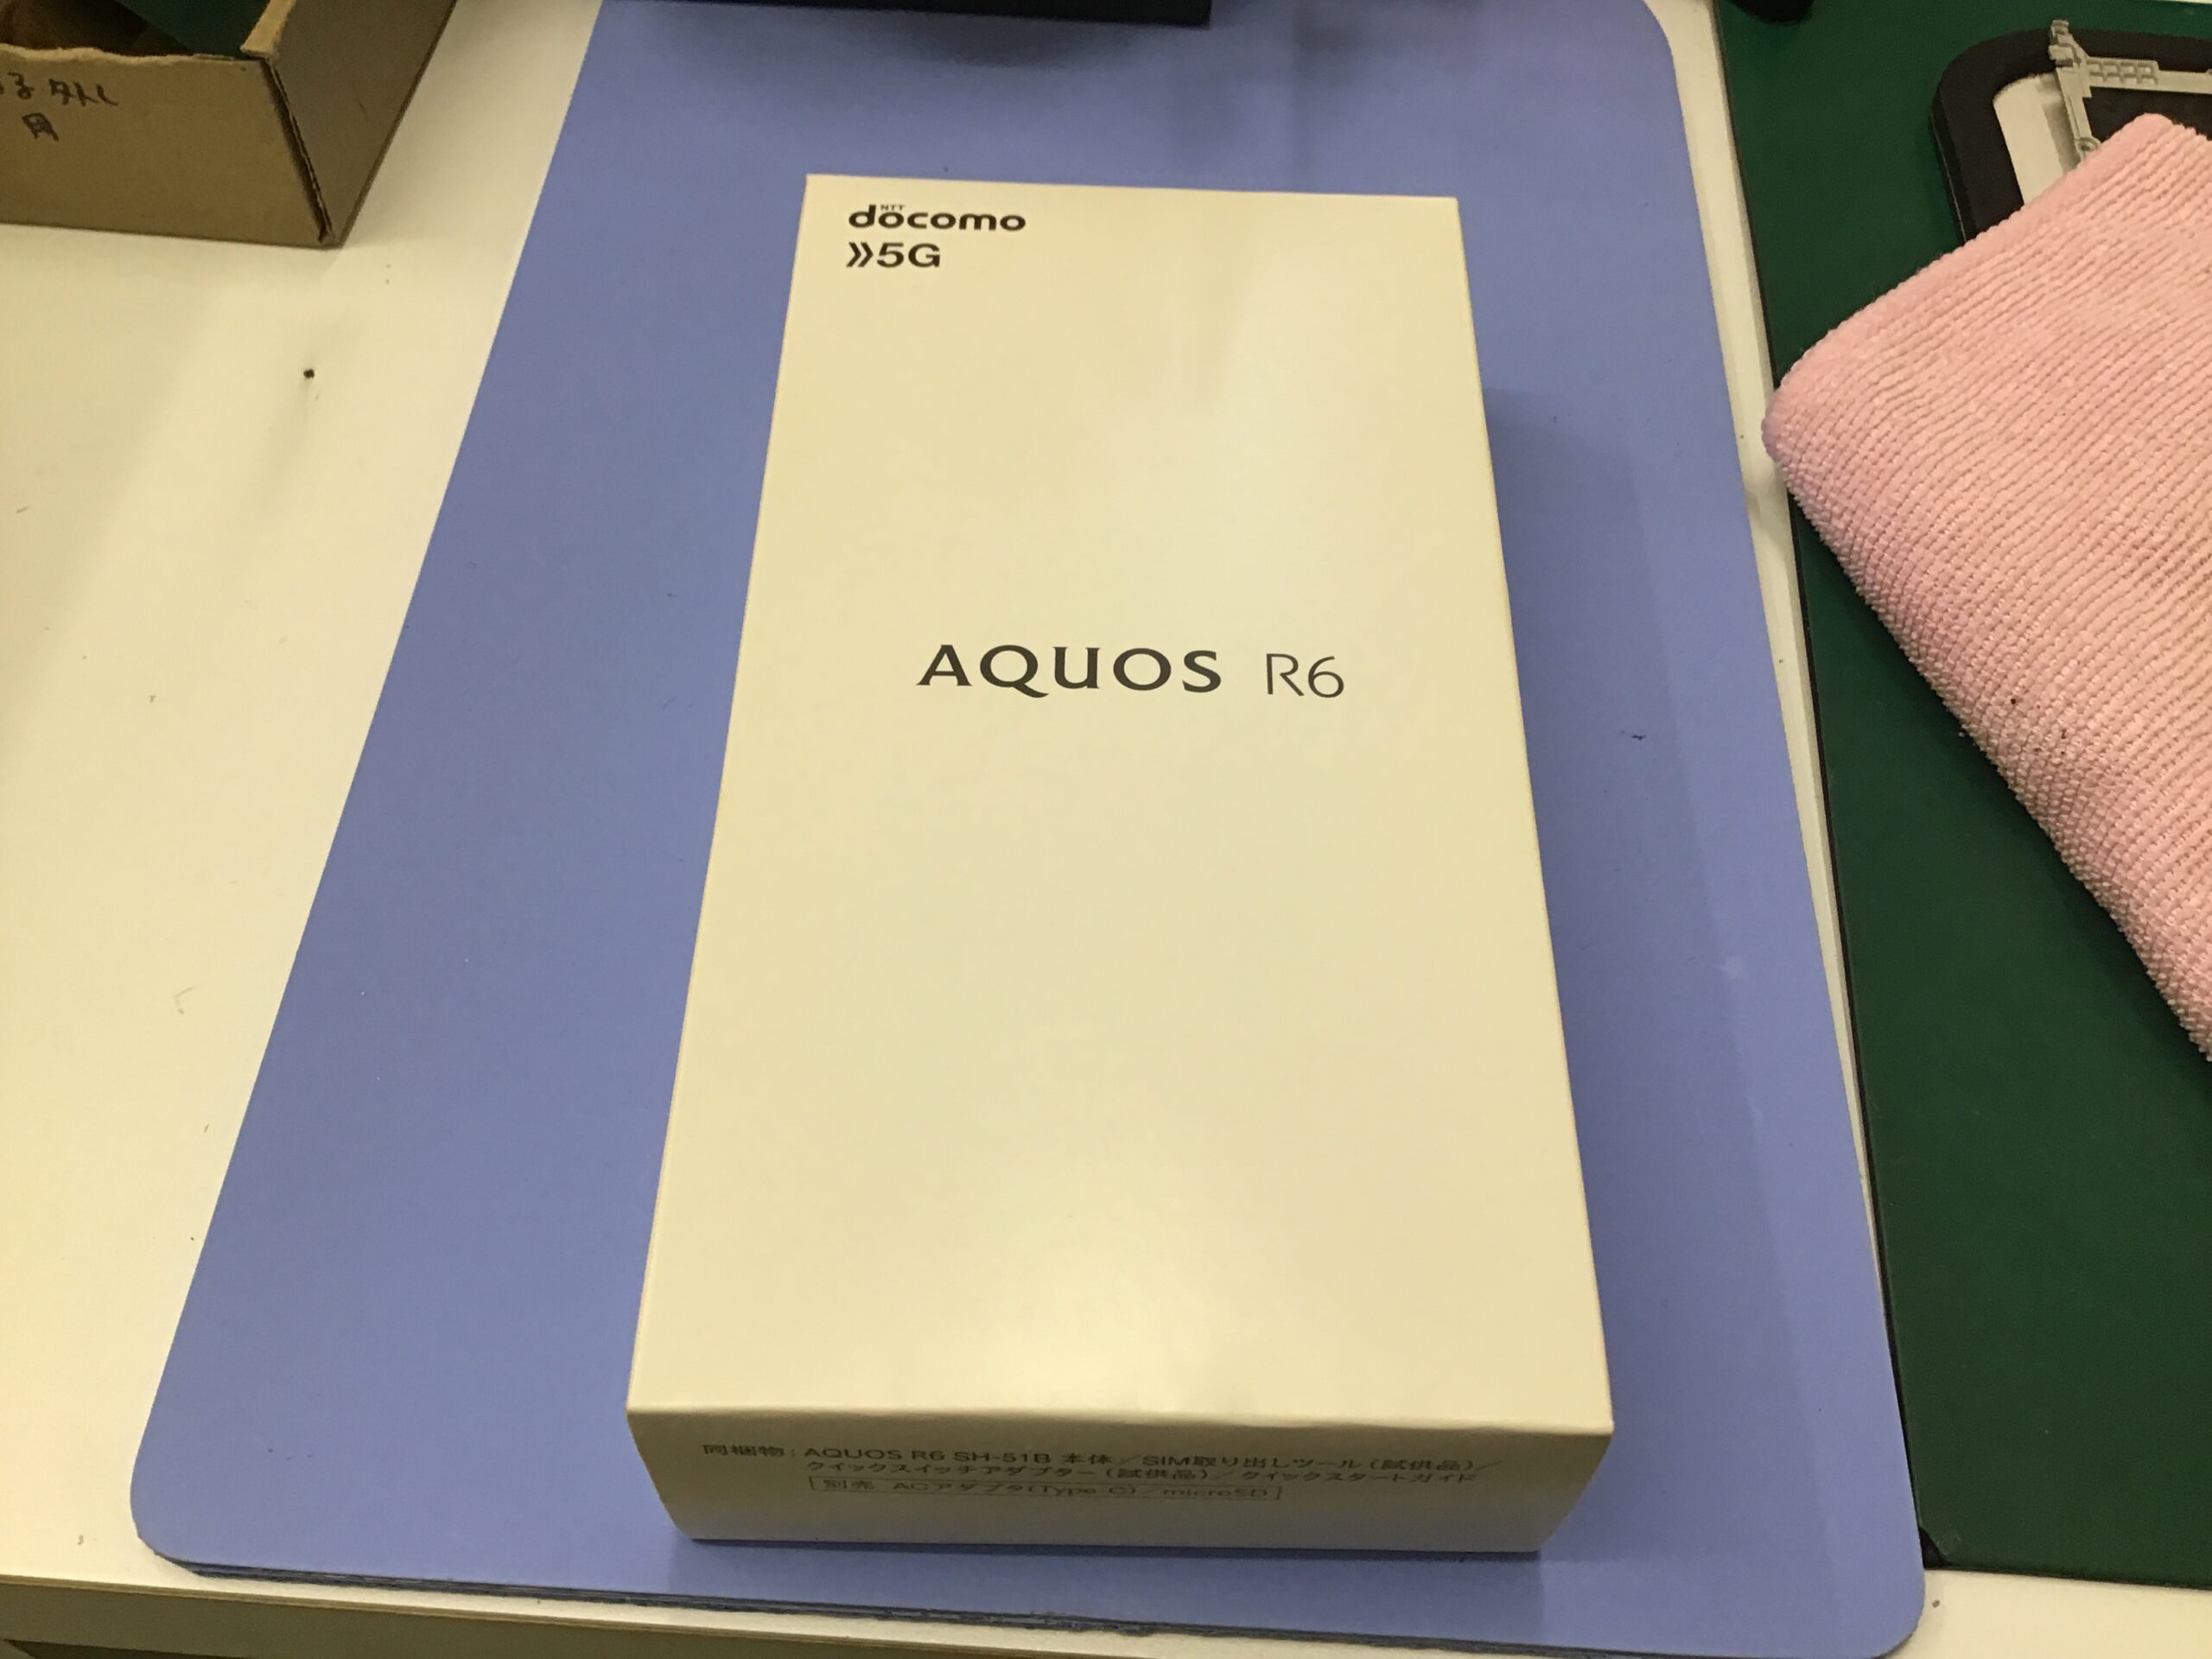 外し
用
NTT
docomo
5G
AQUOS R6
同梱物：AQUOS R6 SH-51B 本体／SIM取り出しツール（試供品）／
クイックスイッチアダプター（試供品）／クイックスタートガイド
別売 ACアダプタ(Type-C)／microSD